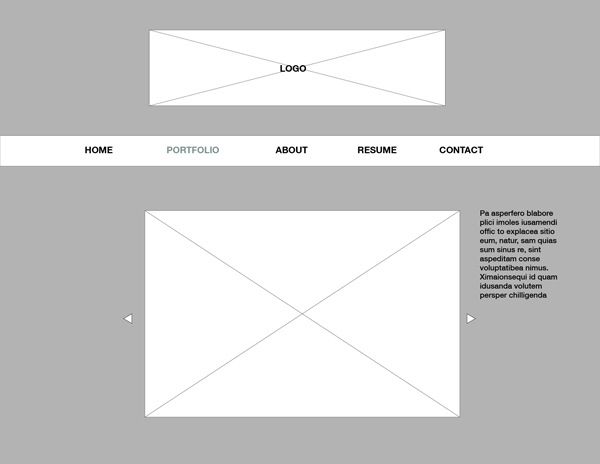 LOGO
HOME PORTFOLIO ABOUT RESUME CONTACT
Pa asperfero blabore
plici imoles iusamendi
offic to explacea sitio
eum, natur, sam quias
sum sinus re, sint
aspeditam conse
voluptatibea nimus.
Ximaionsequi id quam
idusanda volutem
persper chilligenda